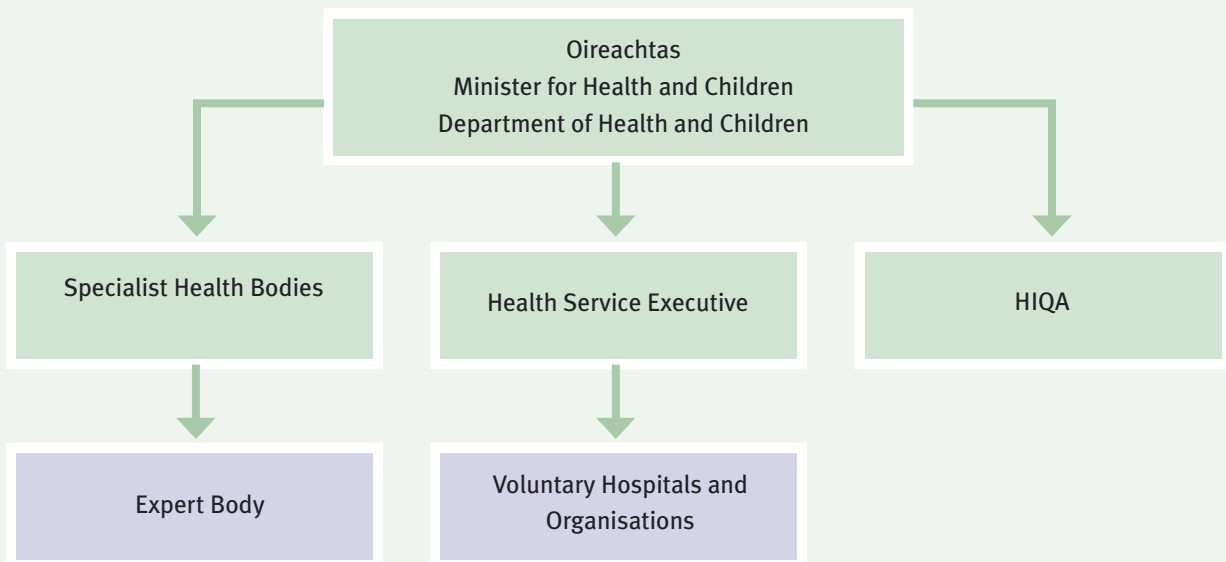 Oireachtas
Minister for Health and Children
Department of Health and Children
Specialist Health Bodies
Health Service Executive
HIQA
Expert Body
Voluntary Hospitals and
Organisations